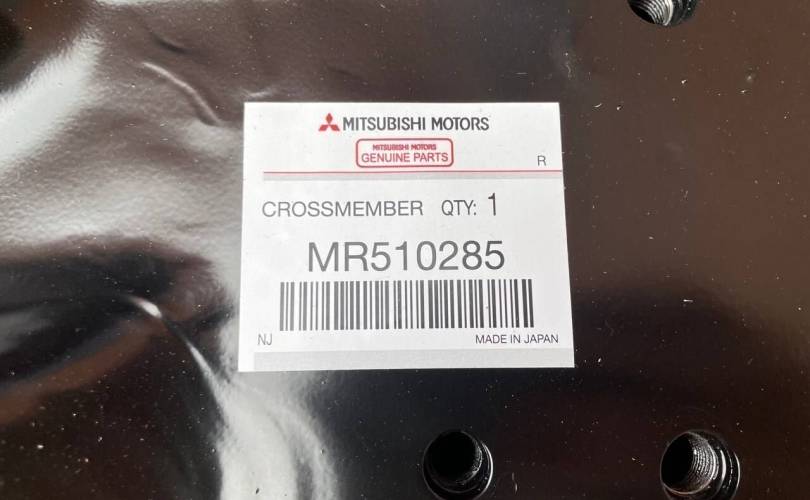 MITSUBISHI MOTORS
MITSUBISHI MOTORS
GENUINE PARTS
R
CROSSMEMBER QTY: 1
MR510285
NJ MADE IN JAPAN